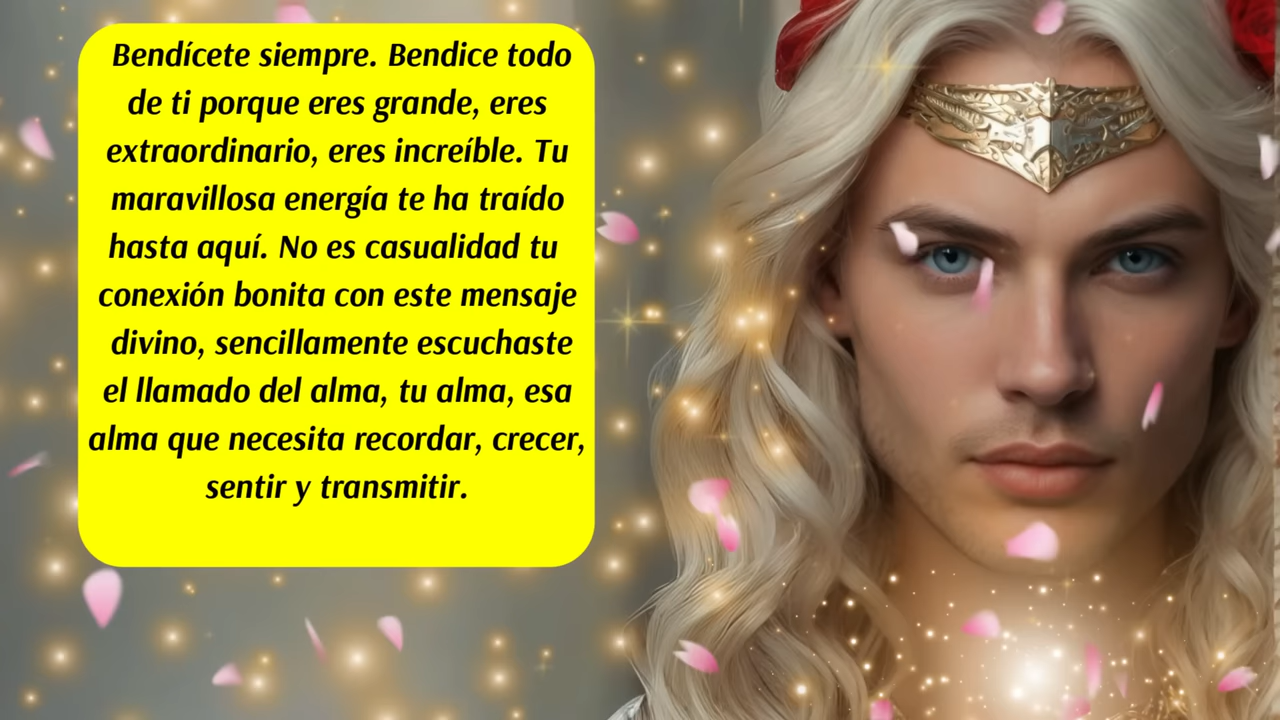 Bendícete siempre. Bendice todo
de ti porque eres grande, eres
extraordinario, eres increíble. Tu
maravillosa energía te ha traído
hasta aquí. No es casualidad tu
conexión bonita con este mensaje
divino, sencillamente escuchaste
el llamado del alma, tu alma, esa
alma que necesita recordar, crecer,
sentir y transmitir.